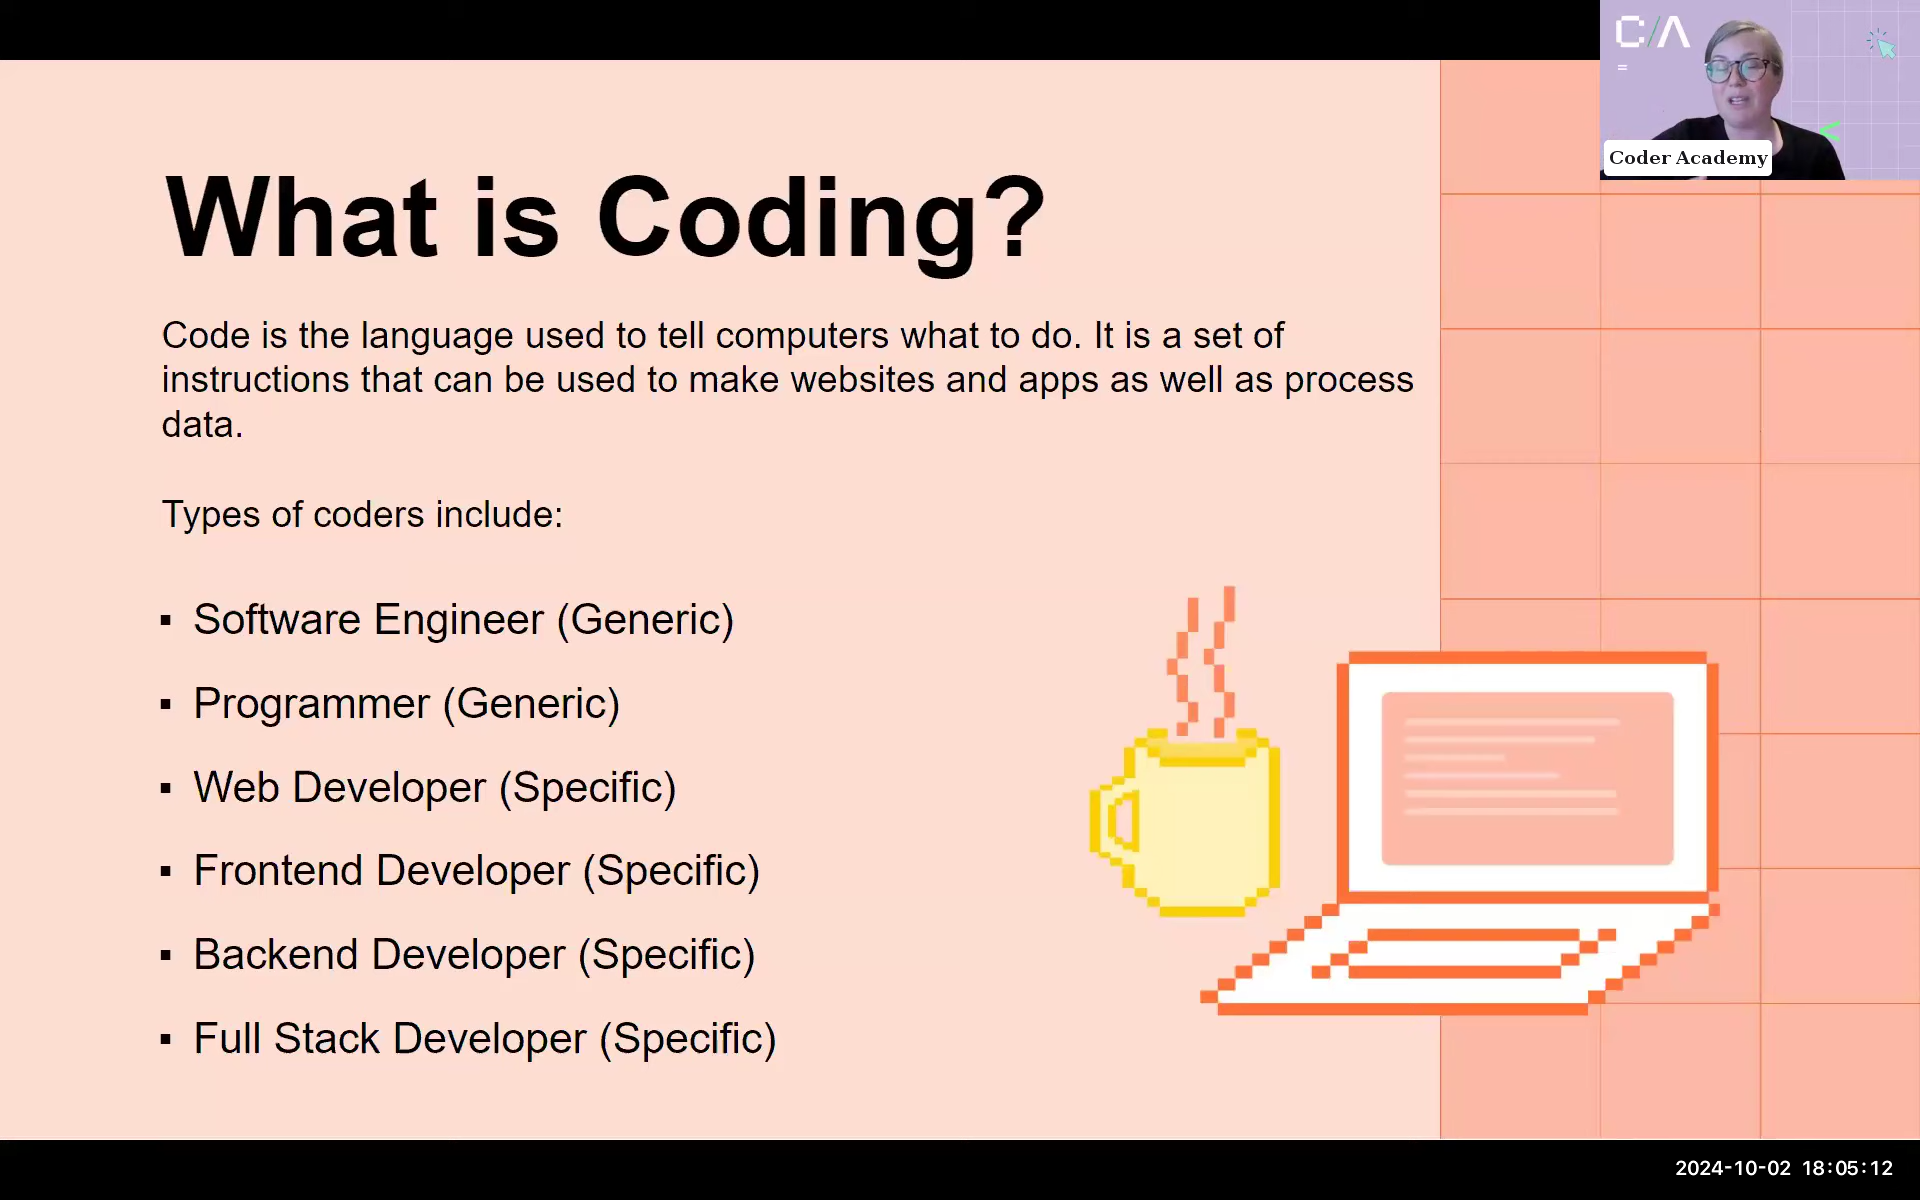 C/A
Coder Academy
What is Coding?
Code is the language used to tell computers what to do. It is a set of
instructions that can be used to make websites and apps as well as process
data.
Types of coders include:
▪ Software Engineer (Generic)
▪ Programmer (Generic)
▪ Web Developer (Specific)
▪ Frontend Developer (Specific)
▪ Backend Developer (Specific)
▪ Full Stack Developer (Specific)
2024-10-02 18:05:12